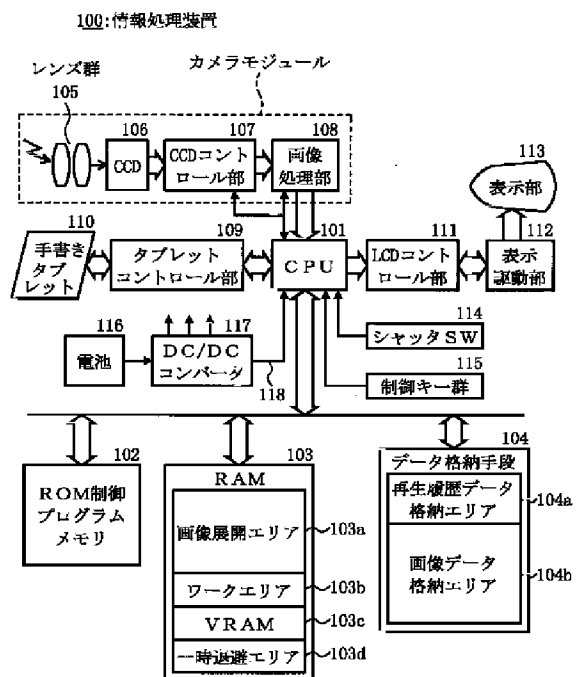 100:情報処理装置
カメラモジュール
レンズ群
105
106
CCD
107
CCDコント
ロール部
108
画像
処理部
113
表示部
110
手書き
タブ
レット
109
タブレット
コントロール部
101
CPU
111
LCDコント
ロール部
112
表示
駆動部
114
シャッタSW
115
制御キー群
116
電池
117
DC/DC
コンバータ
118
102
ROM制御
プログラム
メモリ
103
RAM
画像展開エリア
103a
ワークエリア
103b
VRAM
103c
一時退避エリア
103d
104
データ格納手段
再生履歴データ
格納エリア
104a
画像データ
格納エリア
104b